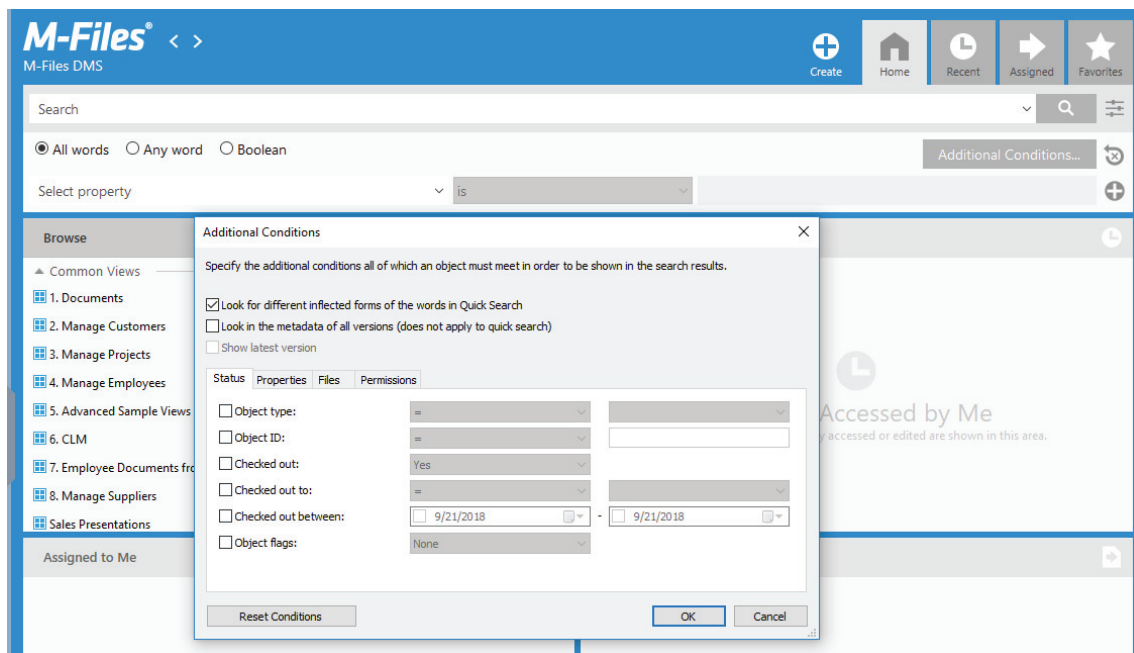 M-Files®
M-Files DMS
Create
Home
Recent
Assigned
Favorites
Search
All words
Any word
Boolean
Additional Conditions...
Select property
is
Browse
Common Views
1. Documents
2. Manage Customers
3. Manage Projects
4. Manage Employees
5. Advanced Sample Views
6. CLM
7. Employee Documents fro
8. Manage Suppliers
Sales Presentations
Assigned to Me
Additional Conditions
Specify the additional conditions all of which an object must meet in order to be shown in the search results.
Look for different inflected forms of the words in Quick Search
Look in the metadata of all versions (does not apply to quick search)
Show latest version
Status Properties Files Permissions
Object type: =
Object ID: =
Checked out: Yes
Checked out to: =
Checked out between: 9/21/2018 - 9/21/2018
Object flags: None
Reset Conditions
OK
Cancel
Accessed by Me
accessed or edited are shown in this area.